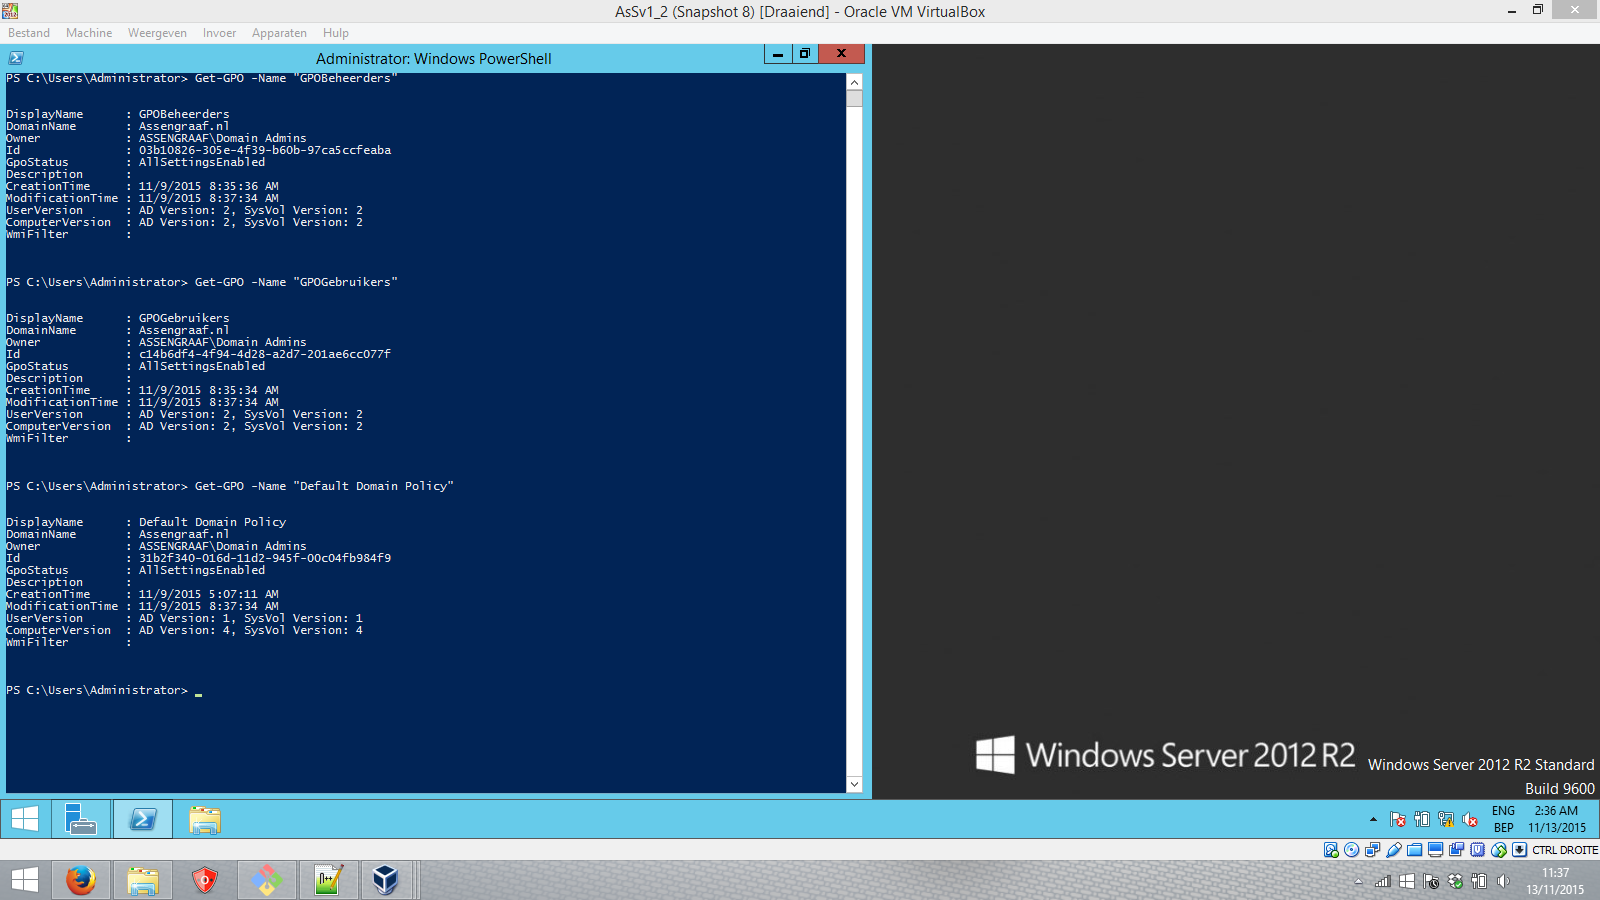 AsSv1_2 (Snapshot 8) [Draaiend] - Oracle VM VirtualBox
Bestand Machine Weergeven Invoer Apparaten Hulp
Administrator: Windows PowerShell
PS C:\Users\Administrator> Get-GPO -Name "GPOBeheerders"
DisplayName : GPOBeheerders
DomainName : Assengraaf.nl
Owner : ASSENGRAAF\Domain Admins
Id : 03b10826-305e-4f39-b60b-97ca5ccfeaba
GpoStatus : AllSettingsEnabled
Description :
CreationTime : 11/9/2015 8:35:36 AM
ModificationTime : 11/9/2015 8:37:34 AM
UserVersion : AD Version: 2, SysVol Version: 2
ComputerVersion : AD Version: 2, SysVol Version: 2
WmiFilter :
PS C:\Users\Administrator> Get-GPO -Name "GPOGebruikers"
DisplayName : GPOGebruikers
DomainName : Assengraaf.nl
Owner : ASSENGRAAF\Domain Admins
Id : c14b6df4-4f94-4d28-a2d7-201ae6cc077f
GpoStatus : AllSettingsEnabled
Description :
CreationTime : 11/9/2015 8:35:34 AM
ModificationTime : 11/9/2015 8:37:34 AM
UserVersion : AD Version: 2, SysVol Version: 2
ComputerVersion : AD Version: 2, SysVol Version: 2
WmiFilter :
PS C:\Users\Administrator> Get-GPO -Name "Default Domain Policy"
DisplayName : Default Domain Policy
DomainName : Assengraaf.nl
Owner : ASSENGRAAF\Domain Admins
Id : 31b2f340-016d-11d2-945f-00c04fb984f9
GpoStatus : AllSettingsEnabled
Description :
CreationTime : 11/9/2015 5:07:11 AM
ModificationTime : 11/9/2015 8:37:34 AM
UserVersion : AD Version: 1, SysVol Version: 1
ComputerVersion : AD Version: 4, SysVol Version: 4
WmiFilter :
PS C:\Users\Administrator> _
Windows Server 2012 R2
Windows Server 2012 R2 Standard
Build 9600
ENG 2:36 AM
BEP 11/13/2015
CTRL DROITE
11:37
13/11/2015